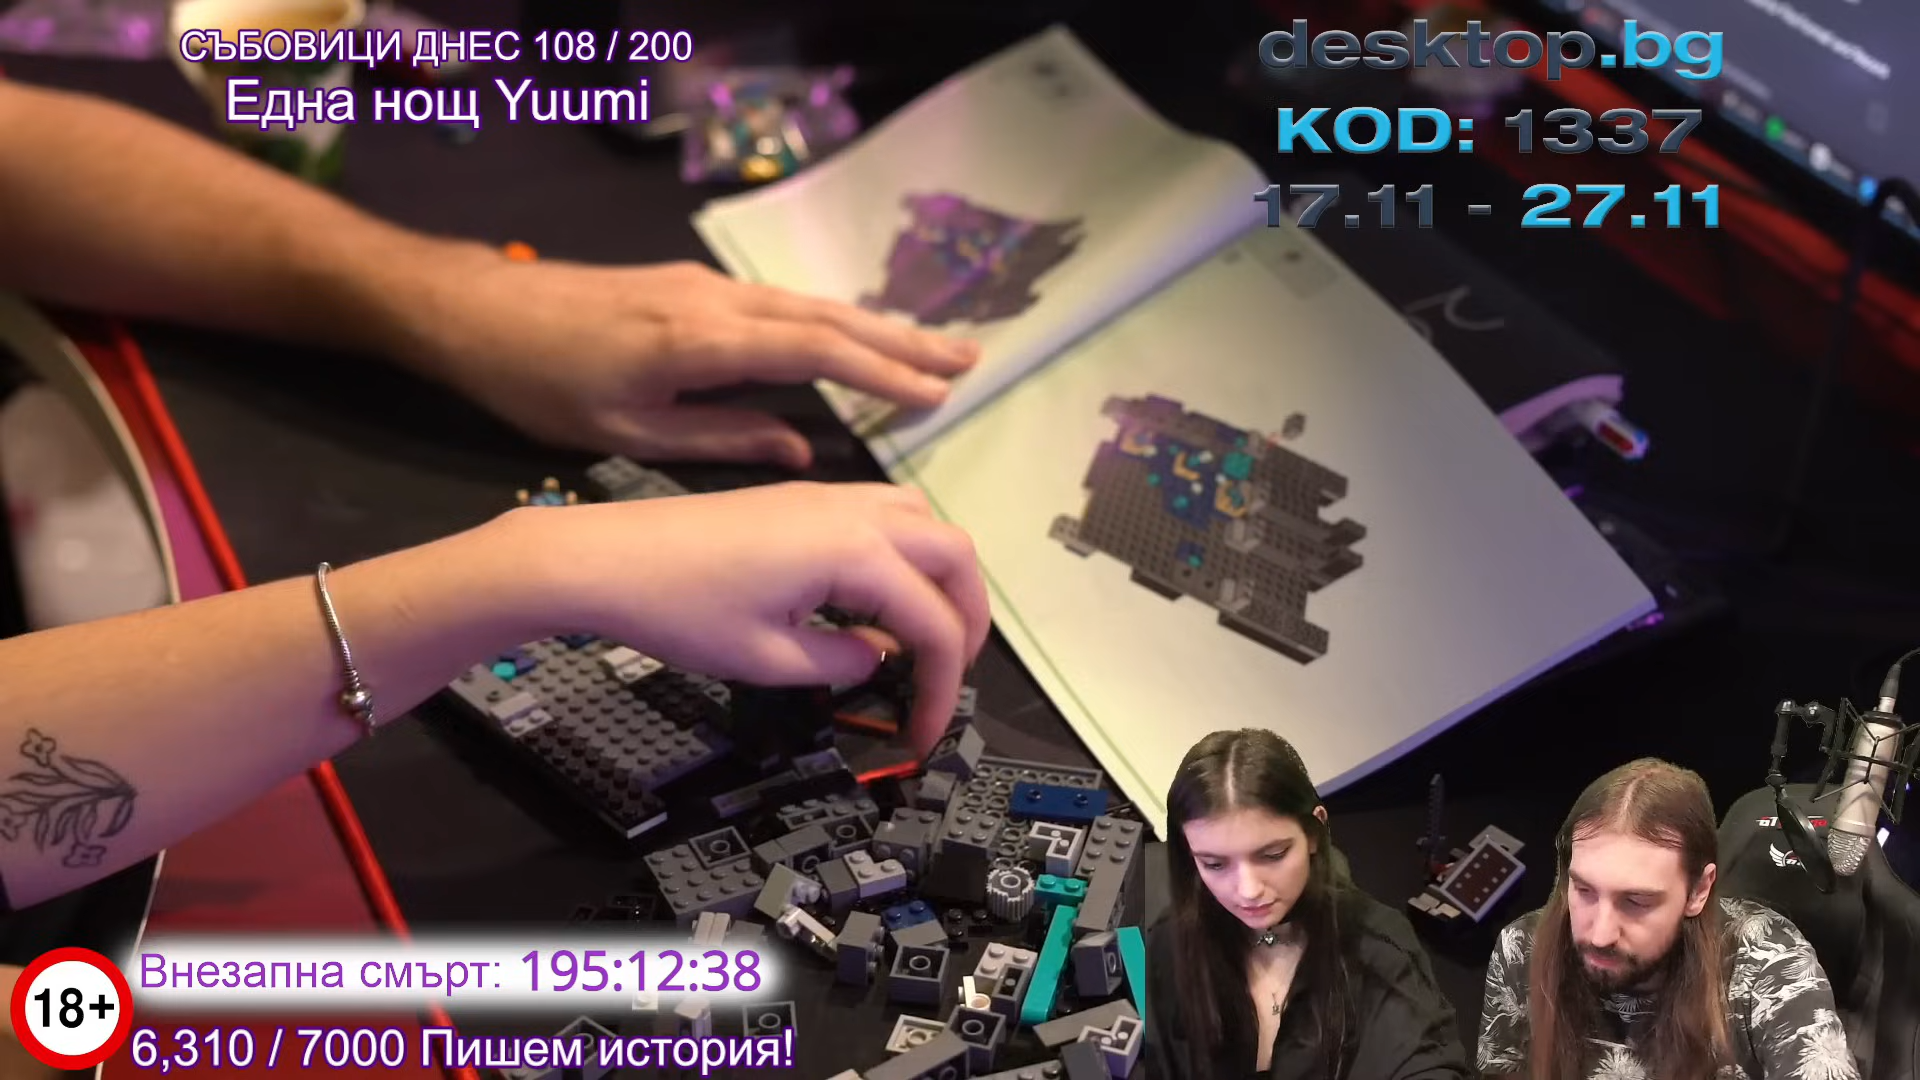 СЪБОВИЦИ ДНЕС 108 / 200
Една нощ Yuumi
desktop.bg
KOD: 1337
17.11 - 27.11
18+
Внезапна смърт: 195:12:38
6,310 / 7000 Пишем история!